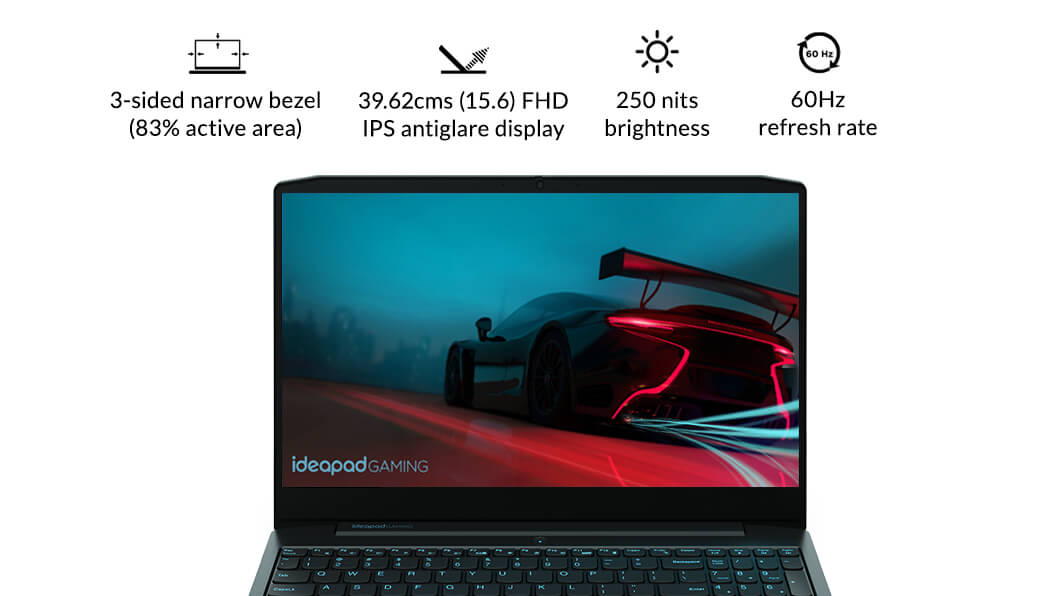 60 Hz
3-sided narrow bezel
(83% active area)
39.62cms (15.6) FHD
IPS antiglare display
250 nits
brightness
60Hz
refresh rate
ideapadGAMING
ideapadGAMING
Q W E R T Y U I O P
A S D F G H J K L